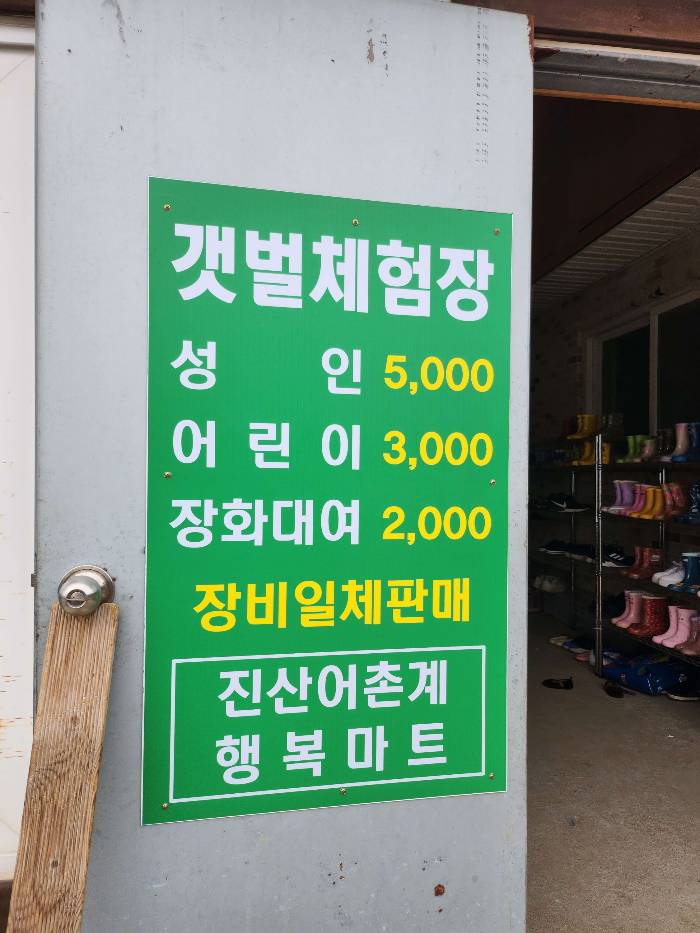 갯벌체험장
성 인 5,000
어 린 이 3,000
장화대여 2,000
장비일체판매
진산어촌계
행 복 마 트